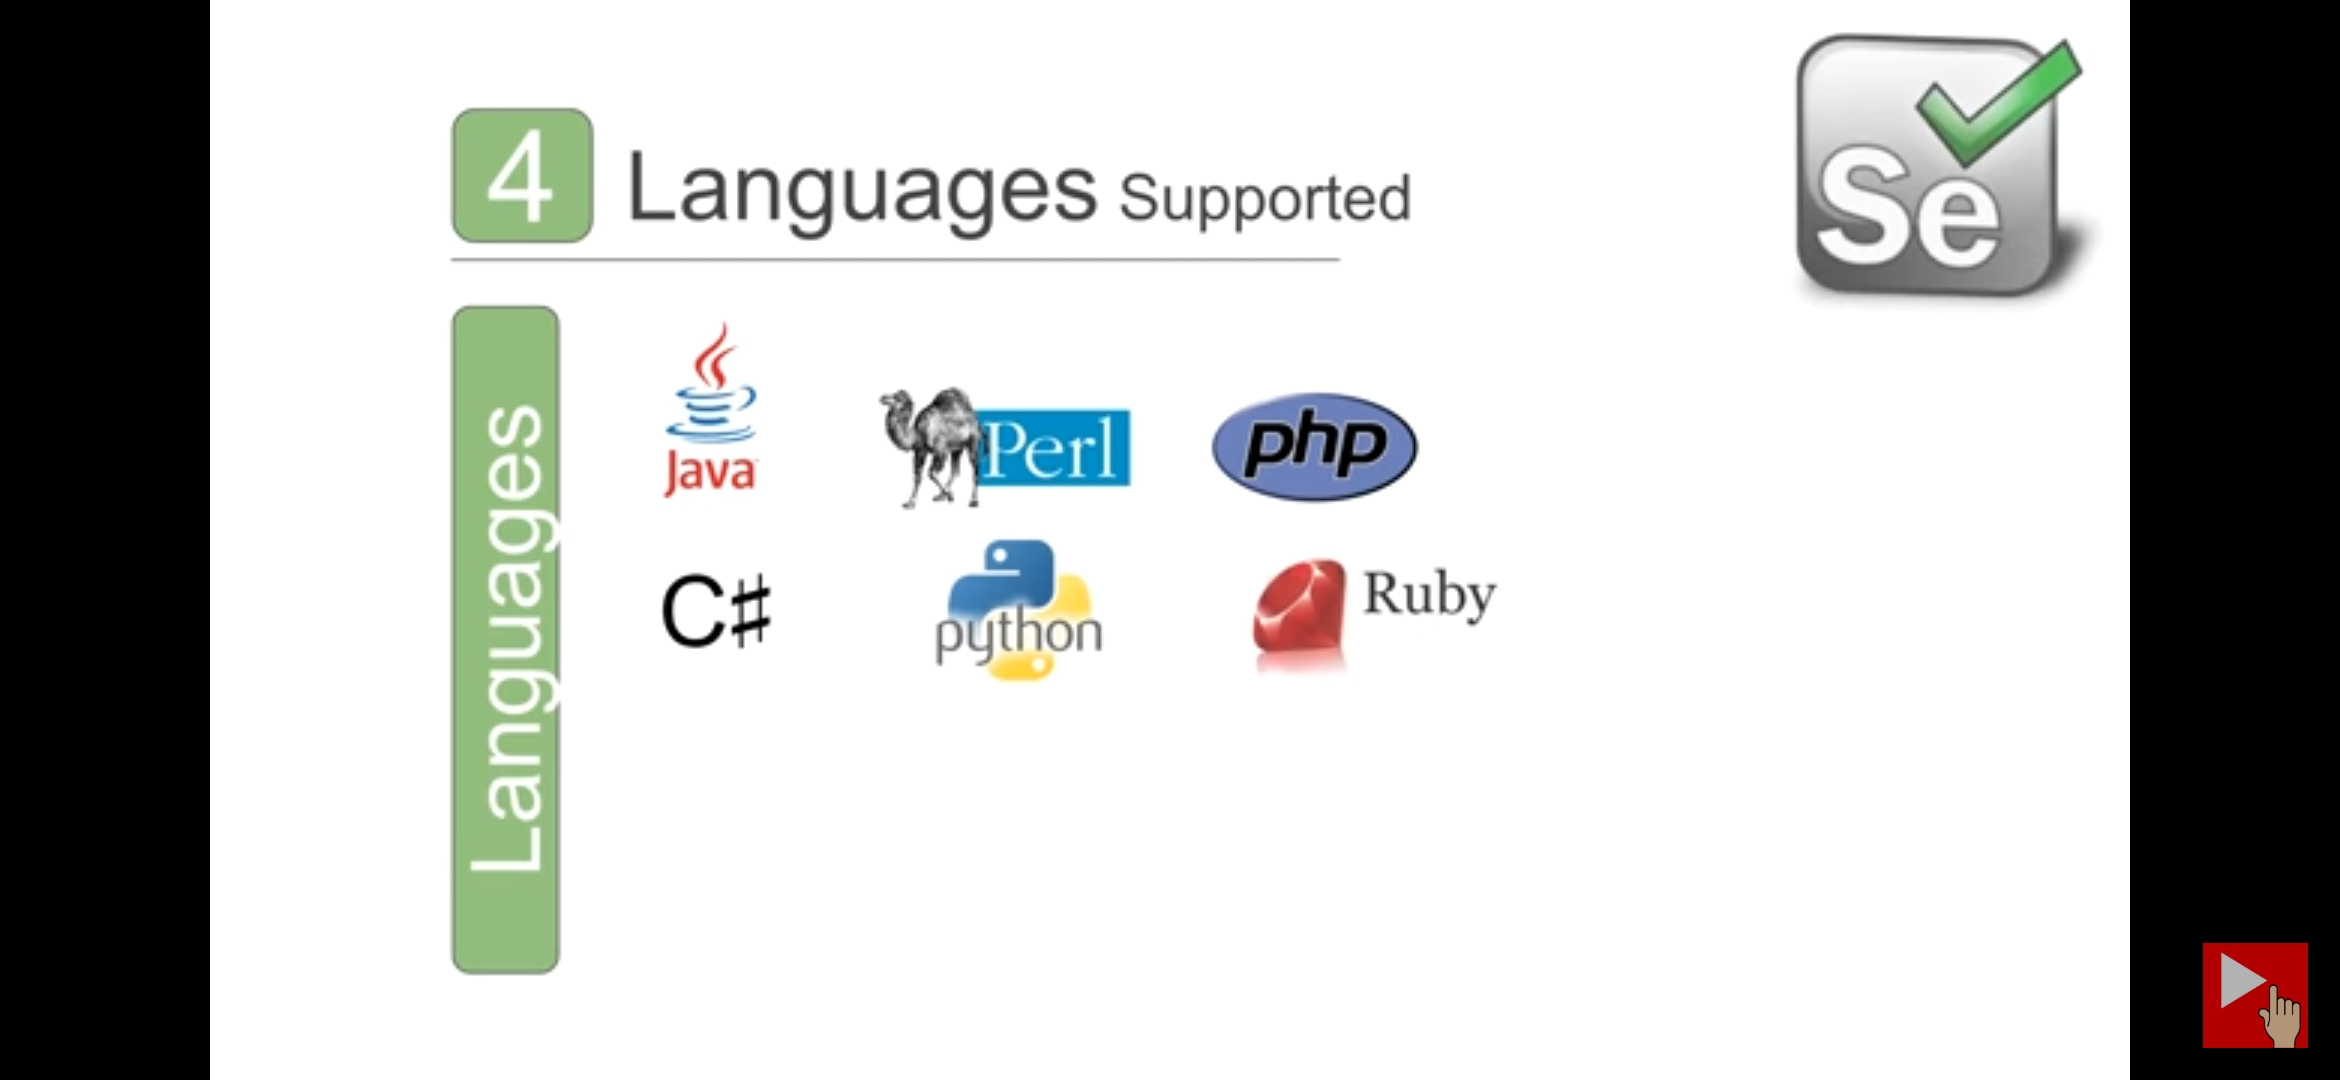 4 Languages Supported
Se
Languages
Java
Perl
php
C#
python
Ruby